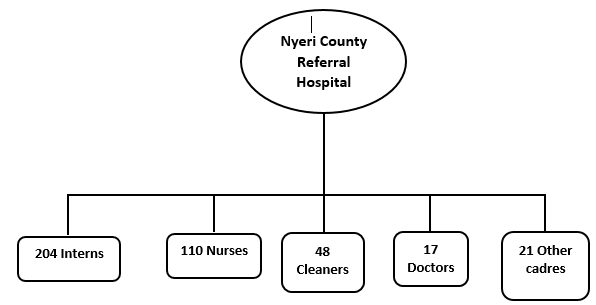 Nyeri County
Referral
Hospital
204 Interns
110 Nurses
48
Cleaners
17
Doctors
21 Other
cadres